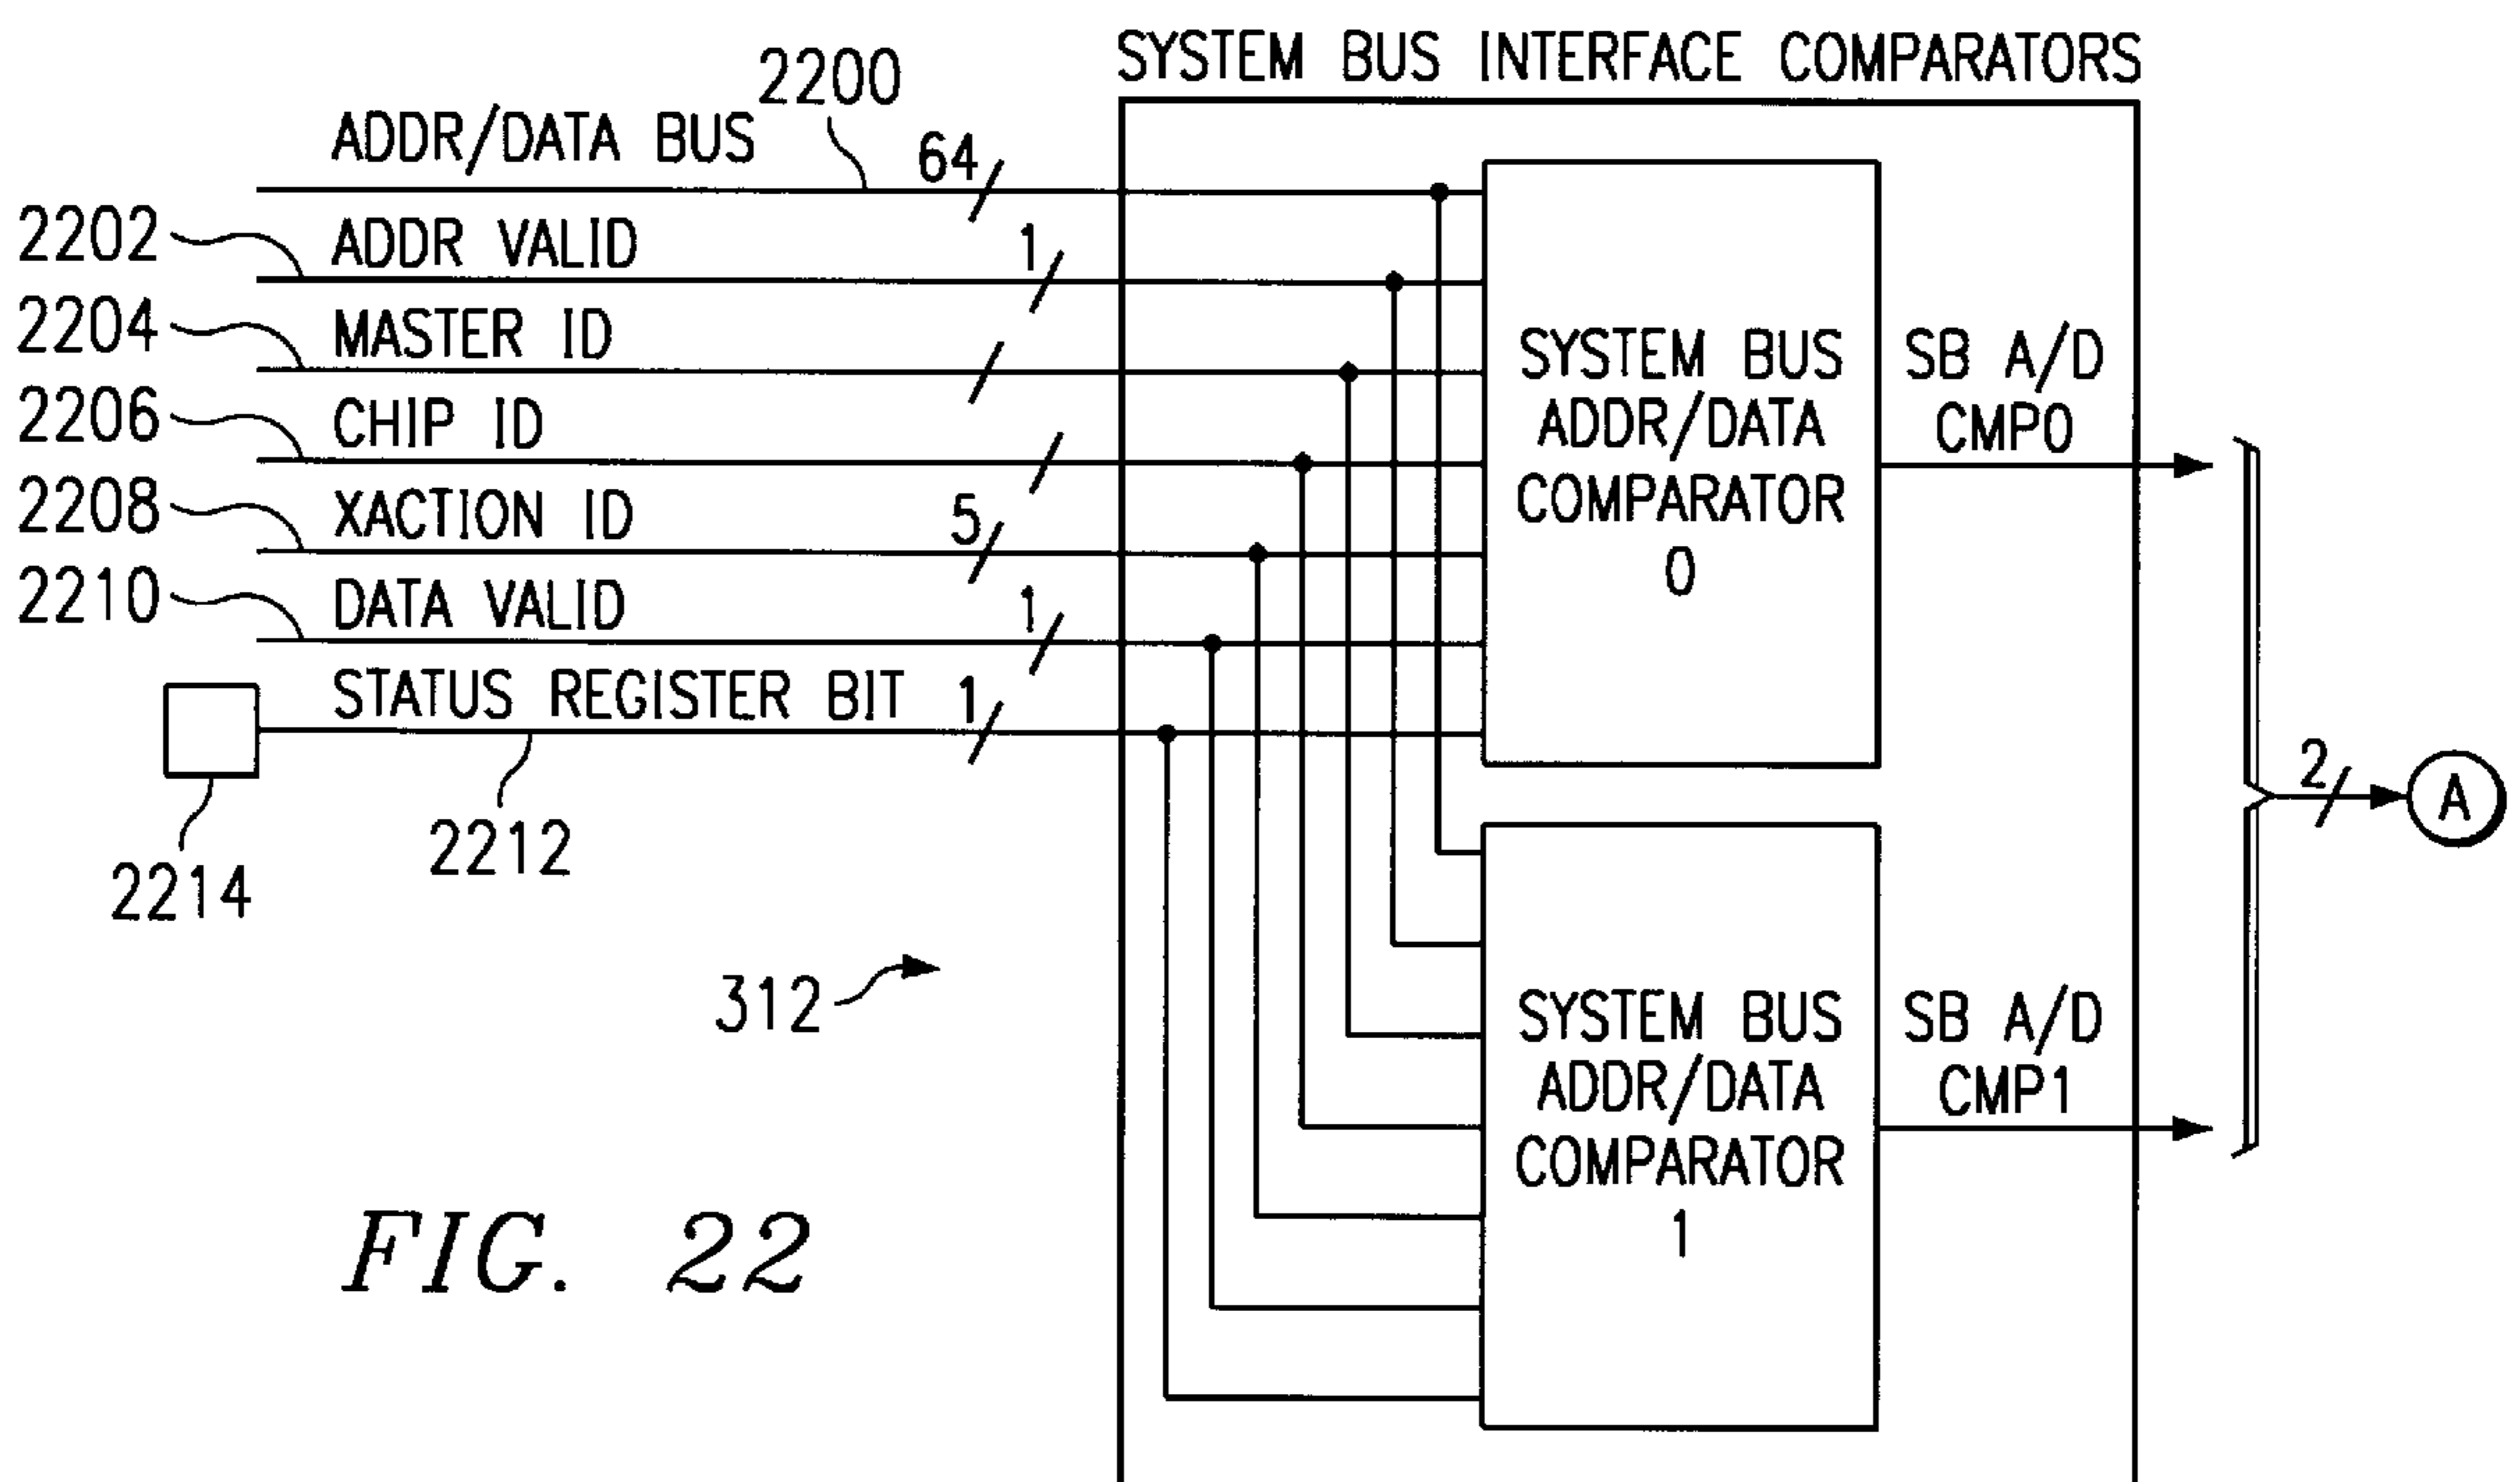 SYSTEM BUS INTERFACE COMPARATORS
2200
ADDR/DATA BUS
64
2202
ADDR VALID
1
2204
MASTER ID
2206
CHIP ID
2208
XACTION ID
5
2210
DATA VALID
1
STATUS REGISTER BIT
1
2212
2214
312
SYSTEM BUS
ADDR/DATA
COMPARATOR
0
SB A/D
CMP0
SYSTEM BUS
ADDR/DATA
COMPARATOR
1
SB A/D
CMP1
2
A
FIG. 22